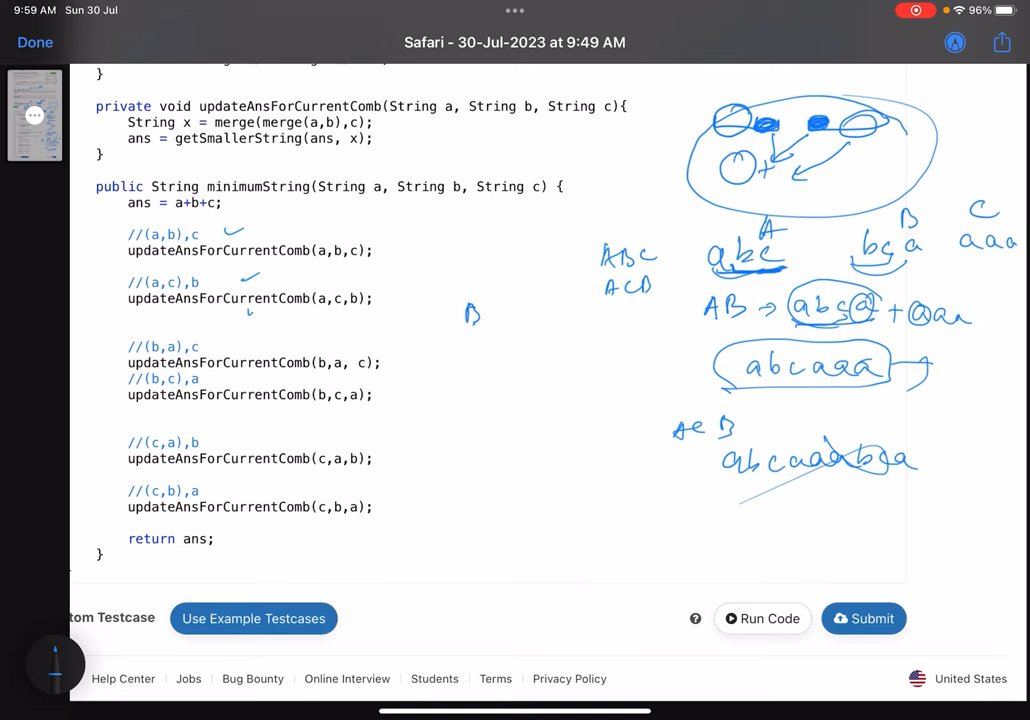 9:59 AM Sun 30 Jul
96%
Done
Safari - 30-Jul-2023 at 9:49 AM
}
private void updateAnsForCurrentComb(String a, String b, String c){
String x = merge(merge(a,b),c);
ans = getSmallerString(ans, x);
}
public String minimumString(String a, String b, String c) {
ans = a+b+c;
//(a,b),c
updateAnsForCurrentComb(a,b,c);
//(a,c),b
updateAnsForCurrentComb(a,c,b);
//(b,a),c
updateAnsForCurrentComb(b,a, c);
//(b,c),a
updateAnsForCurrentComb(b,c,a);
//(c,a),b
updateAnsForCurrentComb(c,a,b);
//(c,b),a
updateAnsForCurrentComb(c,b,a);
return ans;
}
B
+
A B C
abc bca aaa
ABC
ACB
AB => abca + aaa
abcaaa
AC B
abcaaabca
tom Testcase Use Example Testcases ? Run Code Submit
Help Center Jobs Bug Bounty Online Interview Students Terms Privacy Policy United States